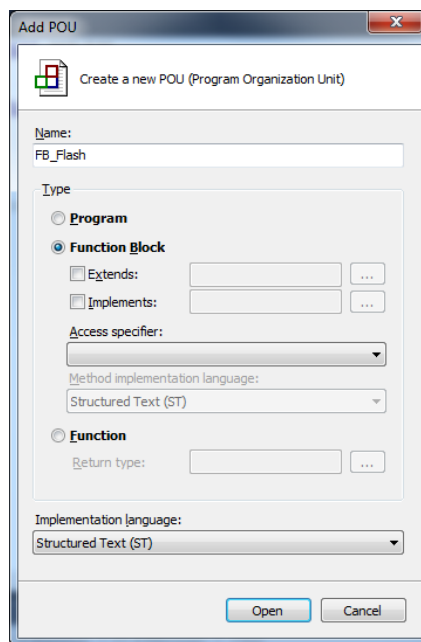 Add POU
Create a new POU (Program Organization Unit)
Name:
FB_Flash
Type
Program
Function Block
Extends:
...
Implements:
...
Access specifier:
Method implementation language:
Structured Text (ST)
Function
Return type:
...
Implementation language:
Structured Text (ST)
Open Cancel